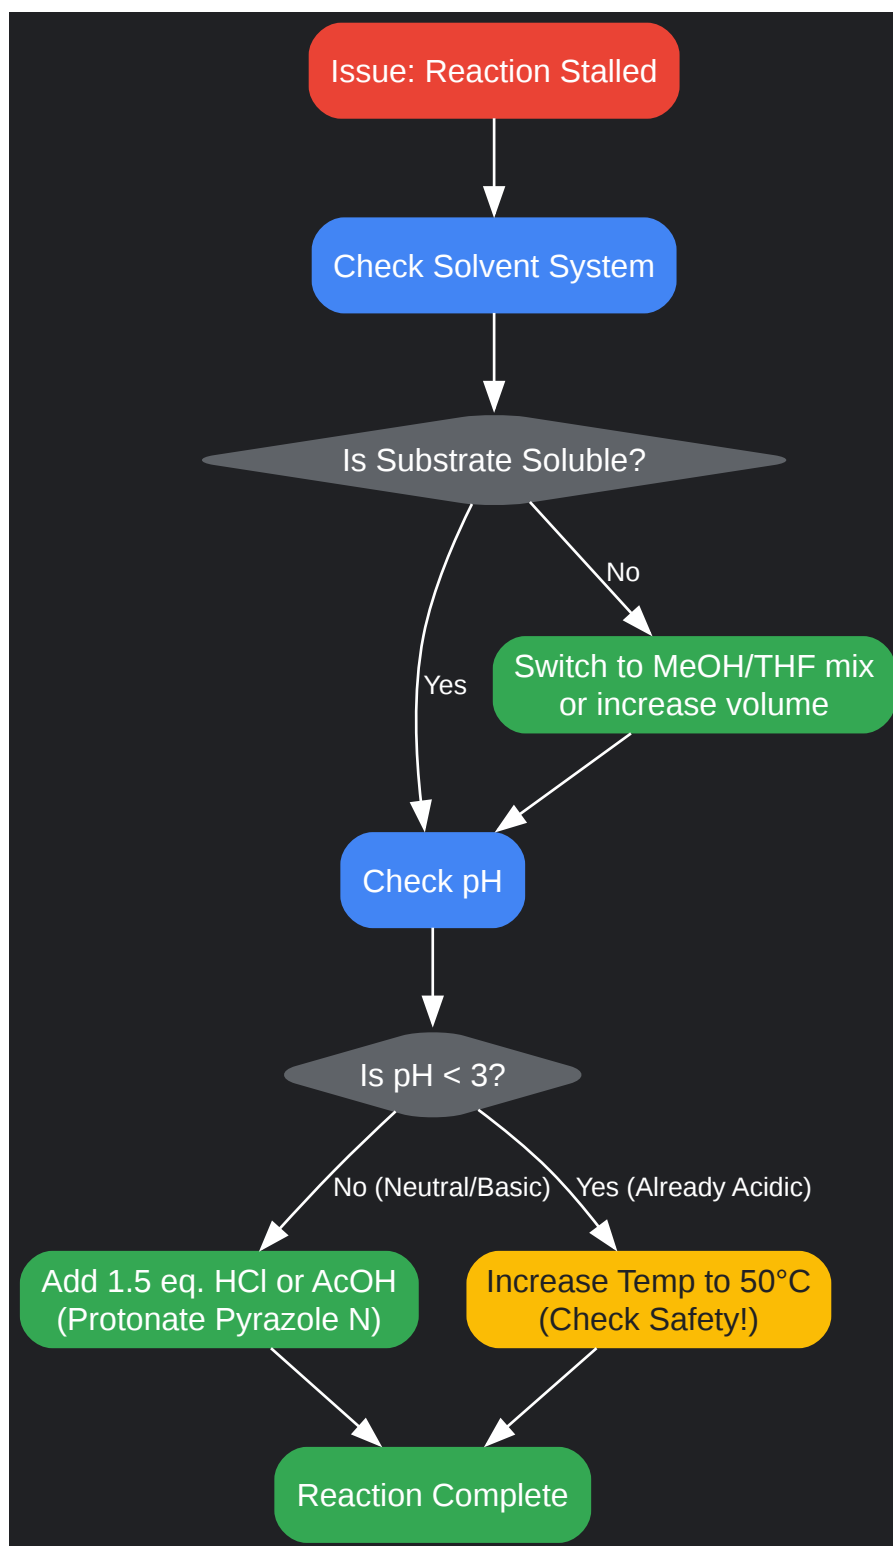 Issue: Reaction Stalled
Check Solvent System
Is Substrate Soluble?
No
Switch to MeOH/THF mix
or increase volume
Yes
Check pH
Is pH < 3?
No (Neutral/Basic)
Yes (Already Acidic)
Add 1.5 eq. HCl or AcOH
(Protonate Pyrazole N)
Increase Temp to 50°C
(Check Safety!)
Reaction Complete